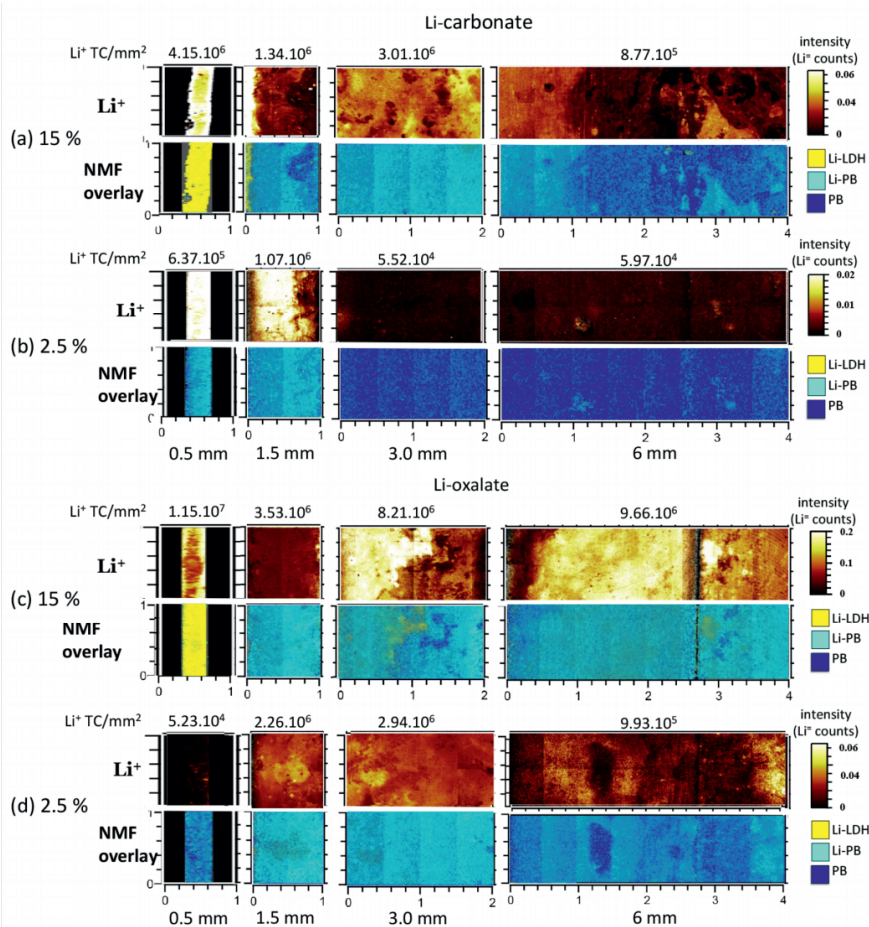 Li-carbonate
Li⁺ TC/mm² 4.15.10⁶ 1.34.10⁶ 3.01.10⁶ 8.77.10⁵ intensity
(Li⁼ counts)
0.06
0.04
0
Li⁺
(a) 15 %
NMF
overlay
Li-LDH
Li-PB
PB
1
0
0 1 0 1 0 1 2 0 1 2 3 4
Li⁺ TC/mm² 6.37.10⁵ 1.07.10⁶ 5.52.10⁴ 5.97.10⁴ intensity
(Li⁼ counts)
0.02
0.01
0
Li⁺
(b) 2.5 %
NMF
overlay
Li-LDH
Li-PB
PB
0 1 0 1 0 1 2 0 1 2 3 4
0.5 mm 1.5 mm 3.0 mm 6 mm
Li-oxalate
Li⁺ TC/mm² 1.15.10⁷ 3.53.10⁶ 8.21.10⁶ 9.66.10⁶ intensity
(Li⁼ counts)
0.2
0.1
0
Li⁺
(c) 15 %
NMF
overlay
Li-LDH
Li-PB
PB
1
0
0 1 0 1 0 1 2 0 1 2 3 4
Li⁺ TC/mm² 5.23.10⁴ 2.26.10⁶ 2.94.10⁶ 9.93.10⁵ intensity
(Li⁼ counts)
0.06
0.04
0
Li⁺
(d) 2.5 %
NMF
overlay
Li-LDH
Li-PB
PB
1
0
0 1 0 1 0 1 2 0 1 2 3 4
0.5 mm 1.5 mm 3.0 mm 6 mm